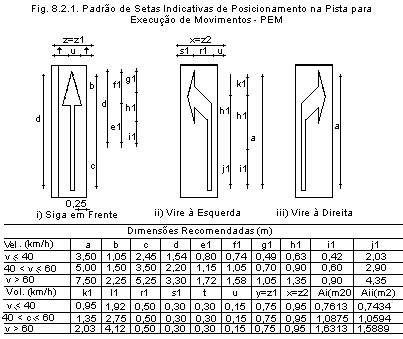 Fig. 8.2.1. Padrão de Setas Indicativas de Posicionamento na Pista para
Execução de Movimentos - PEM
z=z1
t u
x=z2
s1 r1 u
d
b
c
d
f1
e1
g1
h1
i1
0,25
k1
h1
h1
j1
a
i1
a
i) Siga em Frente
ii) Vire à Esquerda
iii) Vire à Direita
Dimensões Recomendadas (m)
Vel. (km/h) a b c d e1 f1 g1 h1 i1 j1
v ≤ 40 3,50 1,05 2,45 1,54 0,80 0,74 0,49 0,63 0,42 2,03
40 < v ≤ 60 5,00 1,50 3,50 2,20 1,15 1,05 0,70 0,90 0,60 2,90
v > 60 7,50 2,25 5,25 3,30 1,72 1,58 1,05 1,35 0,90 4,35
Vol. (km/h) k1 l1 r1 s1 t u y=z1 x=z2 Ai(m20 Aii(m2)
v ≤ 40 0,95 1,92 0,50 0,30 0,30 0,15 0,75 0,95 0,7613 0,7434
40 < c ≤ 60 1,35 2,75 0,50 0,30 0,30 0,15 0,75 0,95 1,0875 1,0594
v > 60 2,03 4,12 0,50 0,30 0,30 0,15 0,75 0,95 1,6313 1,5889